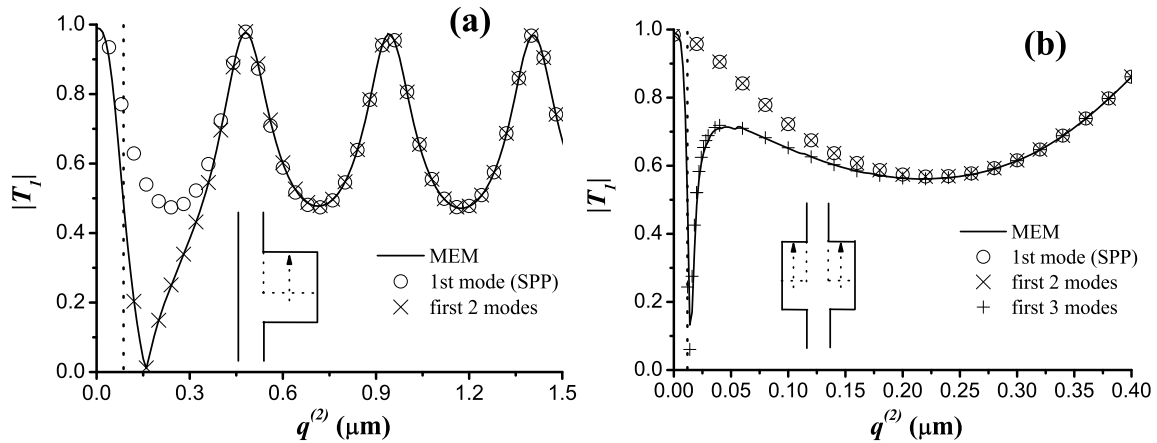 (a)
|T₁|
1.0
0.8
0.6
0.4
0.2
0.0
MEM
1st mode (SPP)
first 2 modes
0.0 0.3 0.6 0.9 1.2 1.5
q⁽²⁾ (μm)
(b)
|T₁|
1.0
0.8
0.6
0.4
0.2
0.0
MEM
1st mode (SPP)
first 2 modes
first 3 modes
0.00 0.05 0.10 0.15 0.20 0.25 0.30 0.35 0.40
q⁽²⁾ (μm)